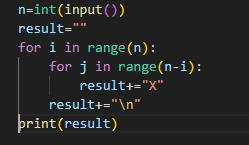 n=int(input())
result=""
for i in range(n):
    for j in range(n-i):
        result+="X"
    result+="\n"
print(result)